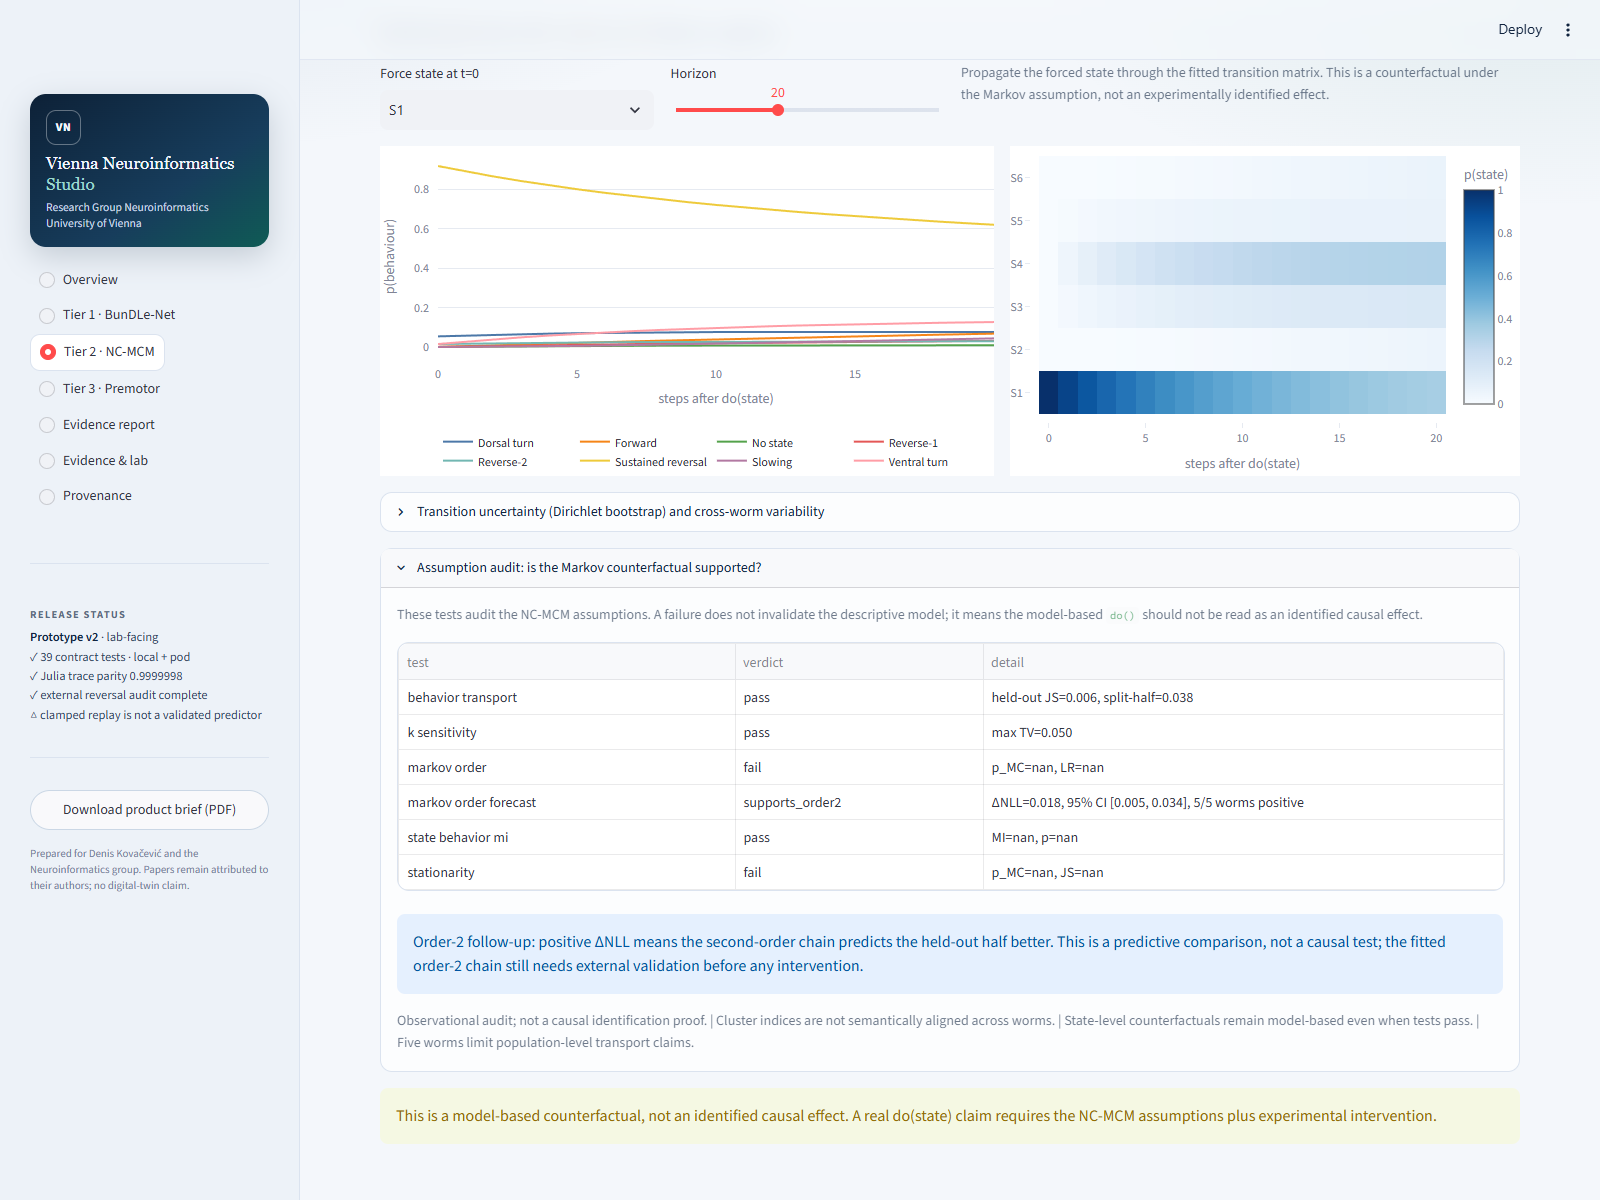 Deploy
VN
Vienna Neuroinformatics
Studio
Research Group Neuroinformatics
University of Vienna
Overview
Tier 1 · BunDLe-Net
Tier 2 · NC-MCM
Tier 3 · Premotor
Evidence report
Evidence & lab
Provenance
RELEASE STATUS
Prototype v2 · lab-facing
✓ 39 contract tests · local + pod
✓ Julia trace parity 0.9999998
✓ external reversal audit complete
△ clamped replay is not a validated predictor
Download product brief (PDF)
Prepared for Denis Kovačević and the
Neuroinformatics group. Papers remain attributed to
their authors; no digital-twin claim.
Force state at t=0
S1
Horizon
20
Propagate the forced state through the fitted transition matrix. This is a counterfactual under
the Markov assumption, not an experimentally identified effect.
p(behaviour)
0.8
0.6
0.4
0.2
0
0 5 10 15
steps after do(state)
Dorsal turn Forward No state Reverse-1
Reverse-2 Sustained reversal Slowing Ventral turn
S6
S5
S4
S3
S2
S1
0 5 10 15 20
steps after do(state)
p(state)
1
0.8
0.6
0.4
0.2
0
Transition uncertainty (Dirichlet bootstrap) and cross-worm variability
Assumption audit: is the Markov counterfactual supported?
These tests audit the NC-MCM assumptions. A failure does not invalidate the descriptive model; it means the model-based do() should not be read as an identified causal effect.
test verdict detail
behavior transport pass held-out JS=0.006, split-half=0.038
k sensitivity pass max TV=0.050
markov order fail p_MC=nan, LR=nan
markov order forecast supports_order2 ΔNLL=0.018, 95% CI [0.005, 0.034], 5/5 worms positive
state behavior mi pass MI=nan, p=nan
stationarity fail p_MC=nan, JS=nan
Order-2 follow-up: positive ΔNLL means the second-order chain predicts the held-out half better. This is a predictive comparison, not a causal test; the fitted
order-2 chain still needs external validation before any intervention.
Observational audit; not a causal identification proof. | Cluster indices are not semantically aligned across worms. | State-level counterfactuals remain model-based even when tests pass. |
Five worms limit population-level transport claims.
This is a model-based counterfactual, not an identified causal effect. A real do(state) claim requires the NC-MCM assumptions plus experimental intervention.